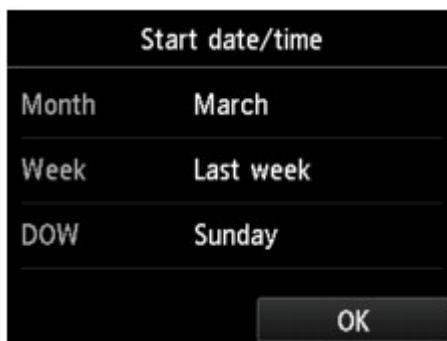 Start date/time
Month March
Week Last week
DOW Sunday
OK